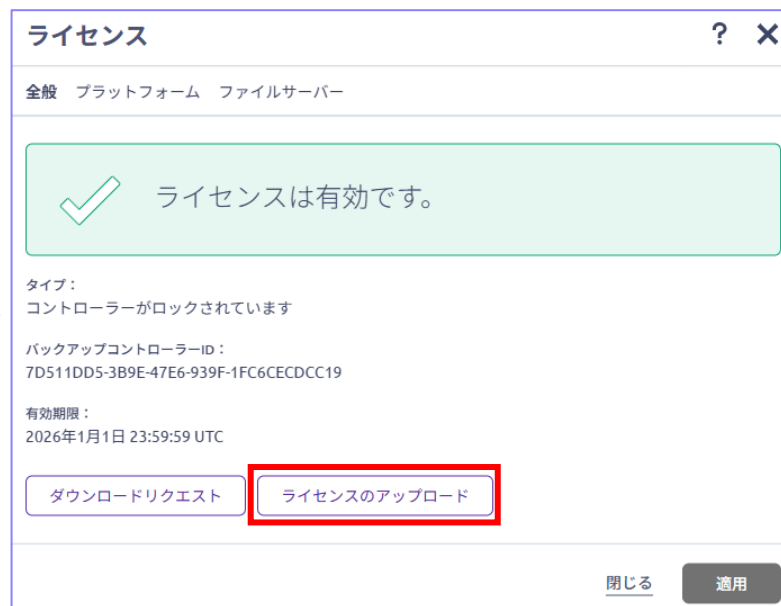 ライセンス ?
全般 プラットフォーム ファイルサーバー
ライセンスは有効です。
タイプ：
コントローラーがロックされています
バックアップコントローラーID：
7D511DD5-3B9E-47E6-939F-1FC6CECDCC19
有効期限：
2026年1月1日 23:59:59 UTC
ダウンロードリクエスト ライセンスのアップロード
閉じる 適用